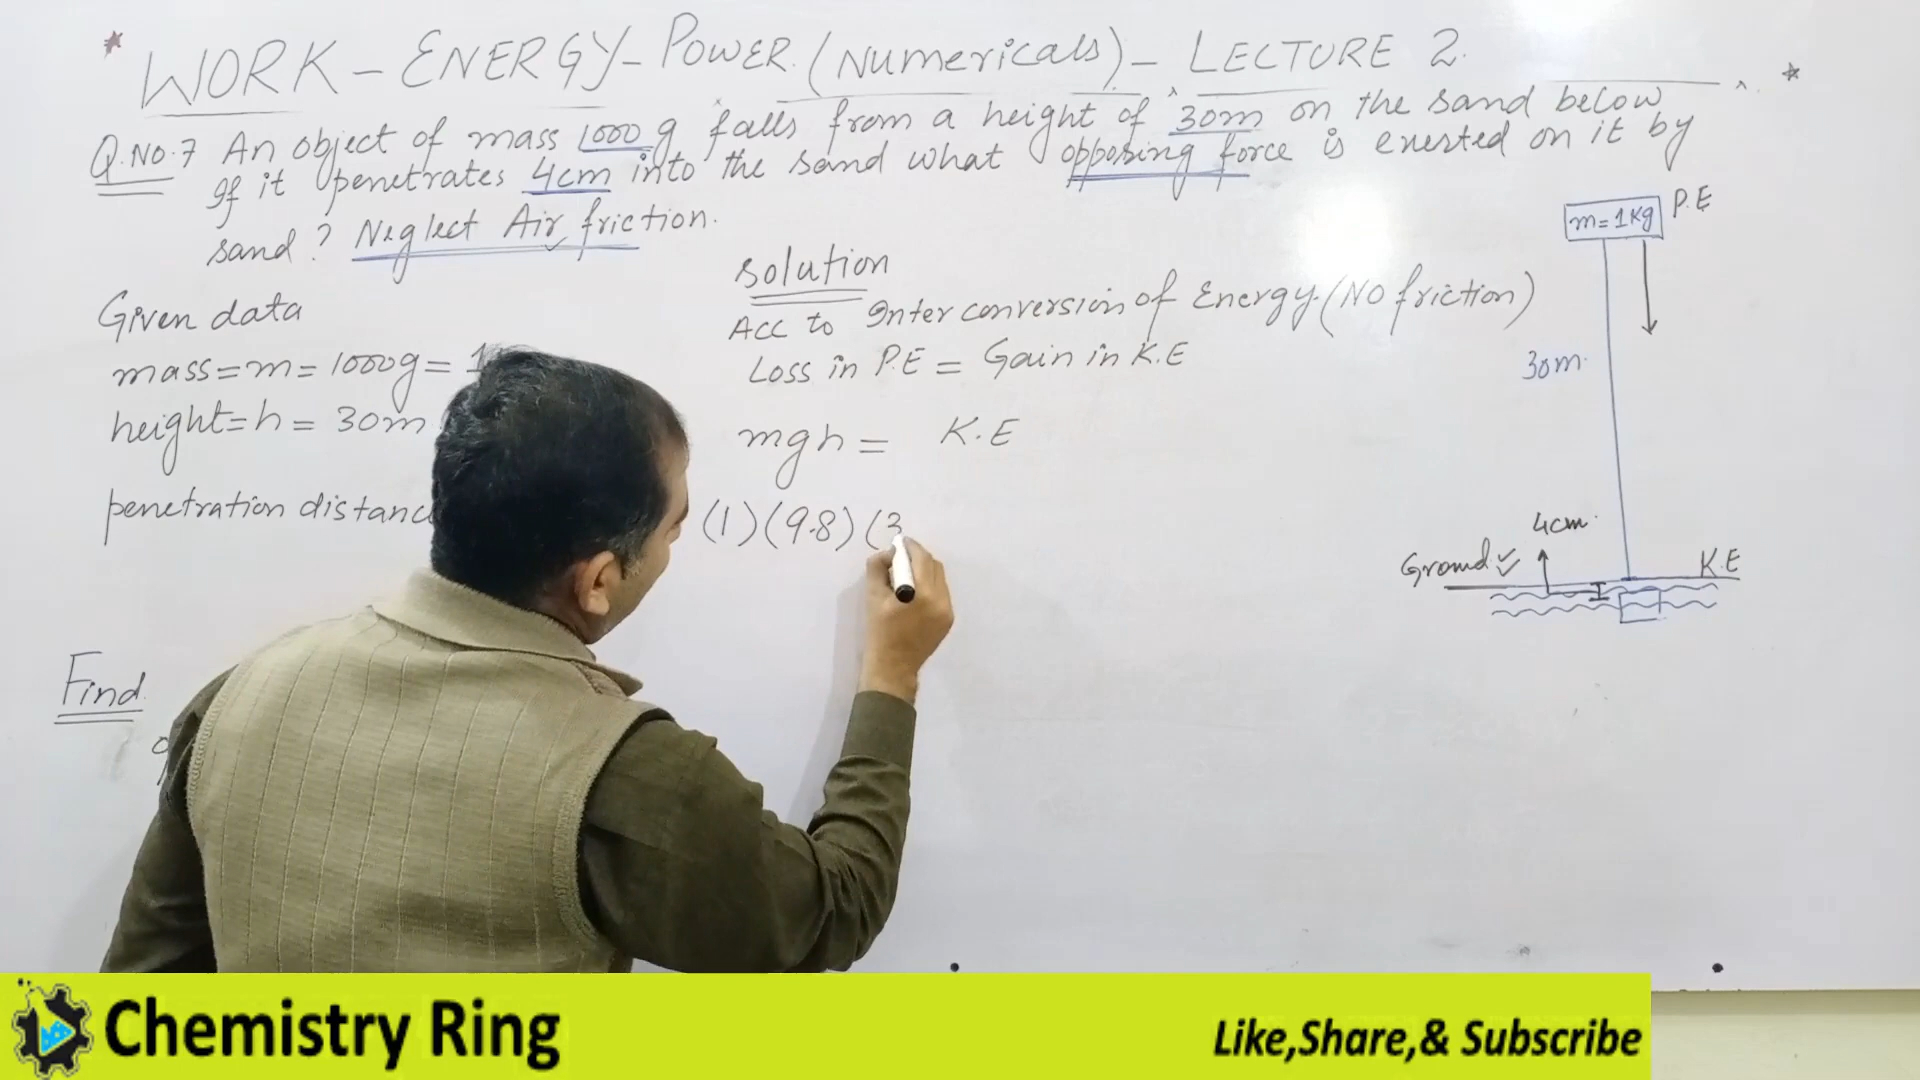 * WORK - ENERGY - POWER (NUMERICALS) - LECTURE 2. *
Q.NO.7 An object of mass 1000 g falls from a height of 30m on the sand below
If it penetrates 4cm into the sand what opposing force is exerted on it by
sand? Neglect Air friction.
Given data
mass = m = 1000g = 1
height = h = 30m
penetration distanc
Find
solution
Acc to Inter conversion of Energy (NO friction)
Loss in P.E = Gain in K.E
mgh = K.E
(1)(9.8)(3
m = 1Kg P.E
30m.
4cm.
Ground K.E
Chemistry Ring
Like,Share,& Subscribe